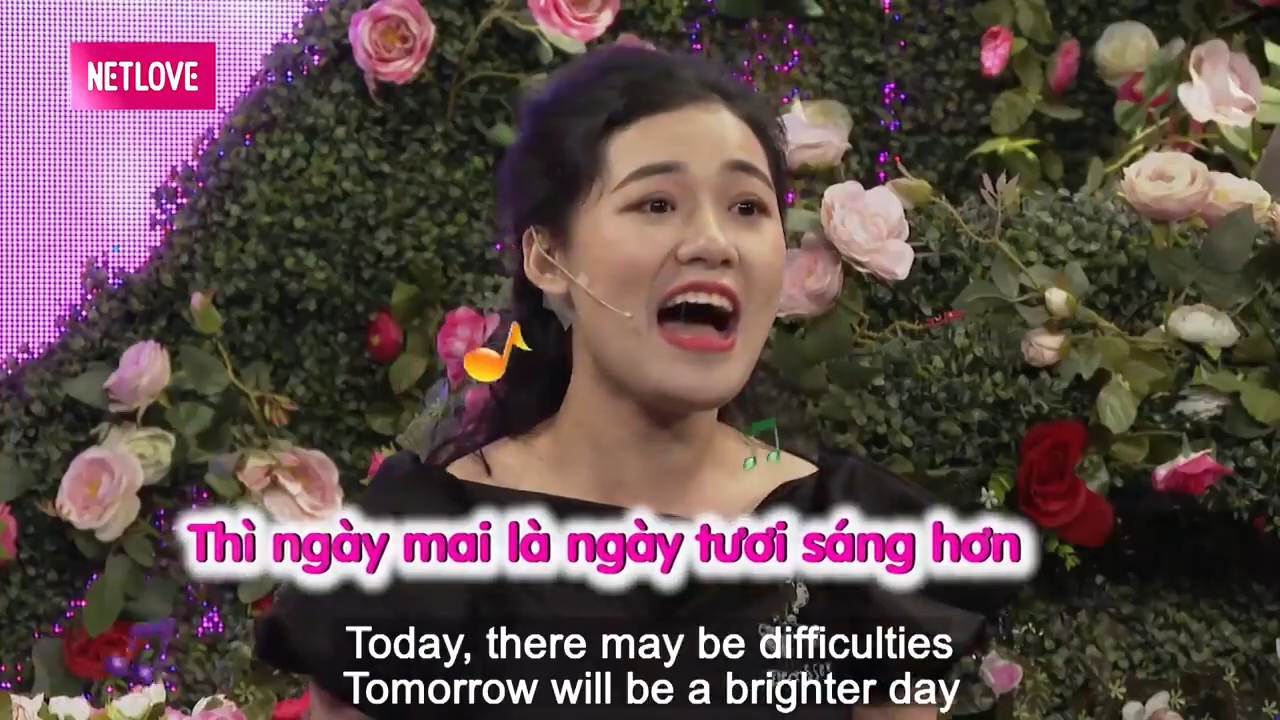 NETLOVE
Thì ngày mai là ngày tươi sáng hơn
Today, there may be difficulties
Tomorrow will be a brighter day